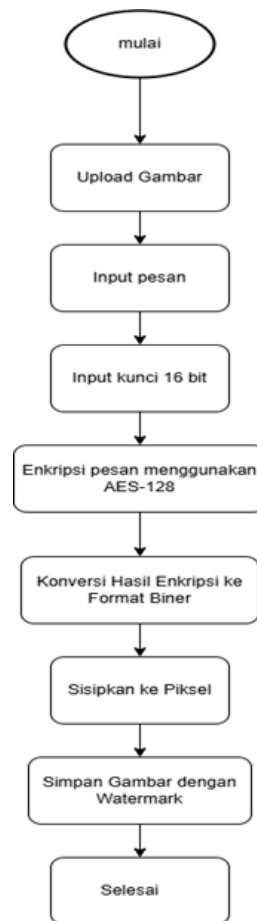 mulai
Upload Gambar
Input pesan
Input kunci 16 bit
Enkripsi pesan menggunakan
AES-128
Konversi Hasil Enkripsi ke
Format Biner
Sisipkan ke Piksel
Simpan Gambar dengan
Watermark
Selesai